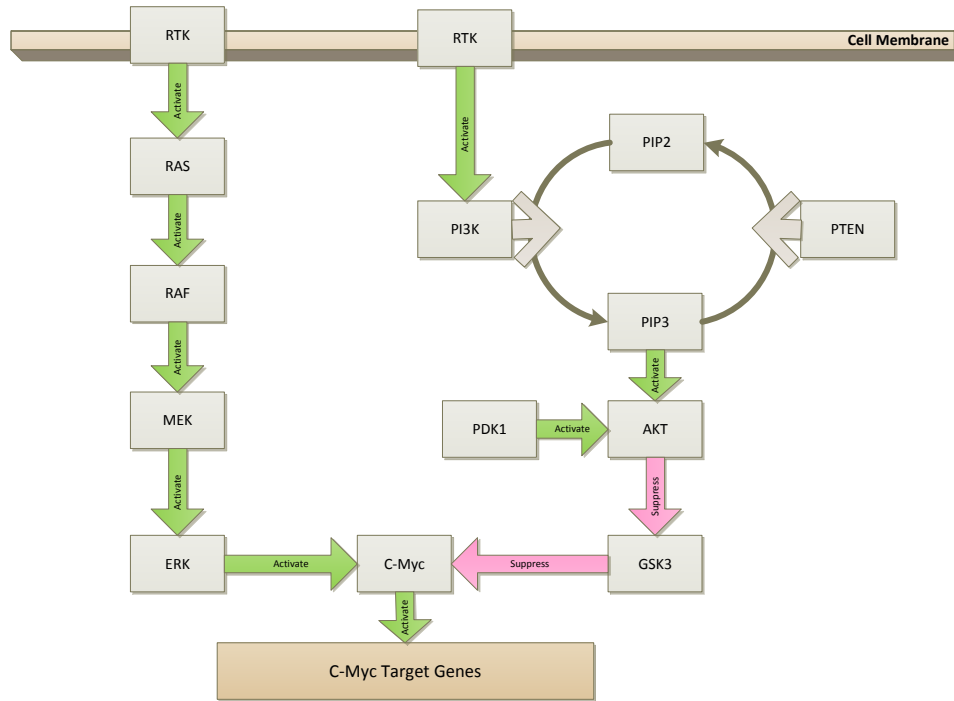 RTK
RTK
Cell Membrane
Activate
Activate
RAS
PIP2
Activate
PI3K
PTEN
RAF
PIP3
Activate
Activate
MEK
PDK1
Activate
AKT
Activate
Suppress
ERK
Activate
C-Myc
Suppress
GSK3
Activate
C-Myc Target Genes